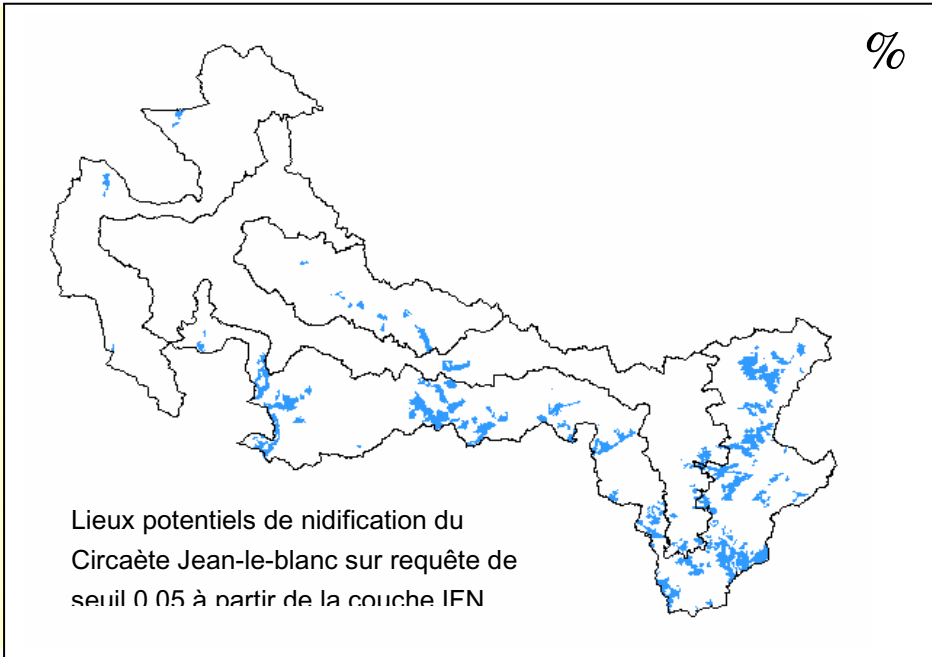 %
Lieux potentiels de nidification du
Circaète Jean-le-blanc sur requête de
seuil 0.05 à partir de la couche IFN